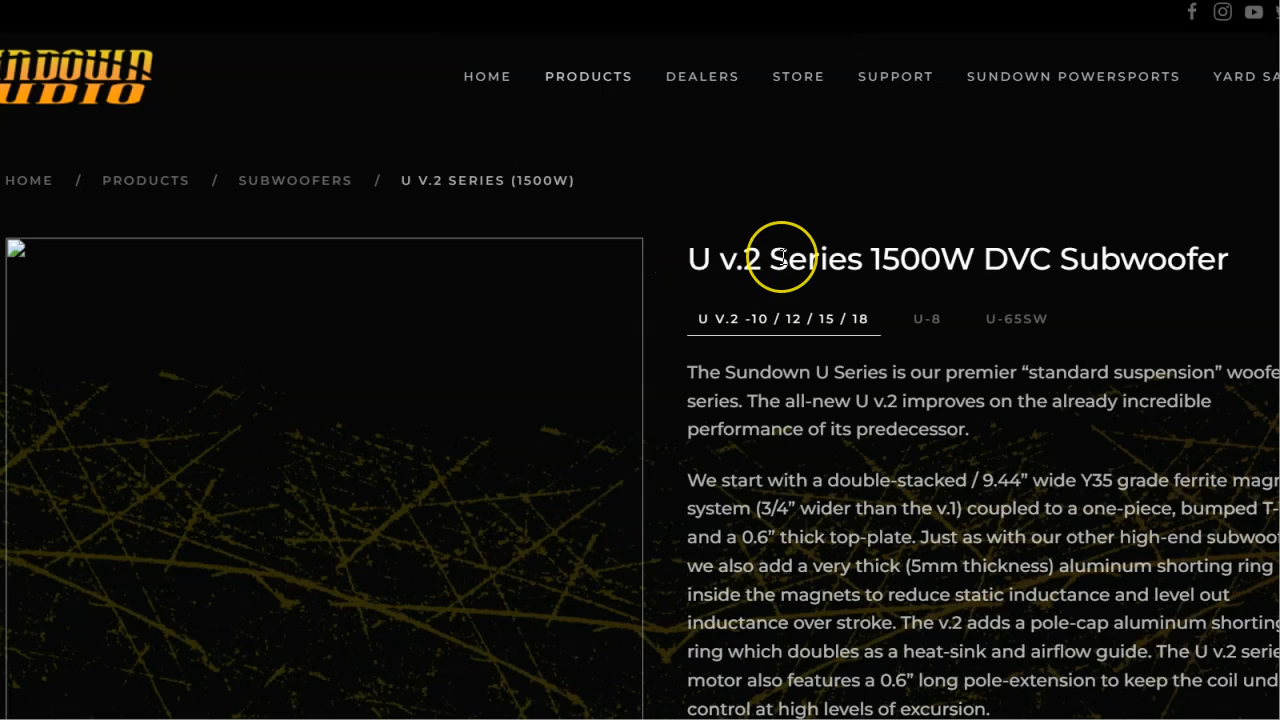 HOME PRODUCTS DEALERS STORE SUPPORT SUNDOWN POWERSPORTS YARD SA
HOME / PRODUCTS / SUBWOOFERS / U V.2 SERIES (1500W)
U v.2 Series 1500W DVC Subwoofer
U V.2 -10 / 12 / 15 / 18 U-8 U-65SW
The Sundown U Series is our premier “standard suspension” woofe
series. The all-new U v.2 improves on the already incredible
performance of its predecessor.
We start with a double-stacked / 9.44” wide Y35 grade ferrite magn
system (3/4” wider than the v.1) coupled to a one-piece, bumped T-
and a 0.6” thick top-plate. Just as with our other high-end subwoof
we also add a very thick (5mm thickness) aluminum shorting ring
inside the magnets to reduce static inductance and level out
inductance over stroke. The v.2 adds a pole-cap aluminum shorting
ring which doubles as a heat-sink and airflow guide. The U v.2 serie
motor also features a 0.6” long pole-extension to keep the coil und
control at high levels of excursion.